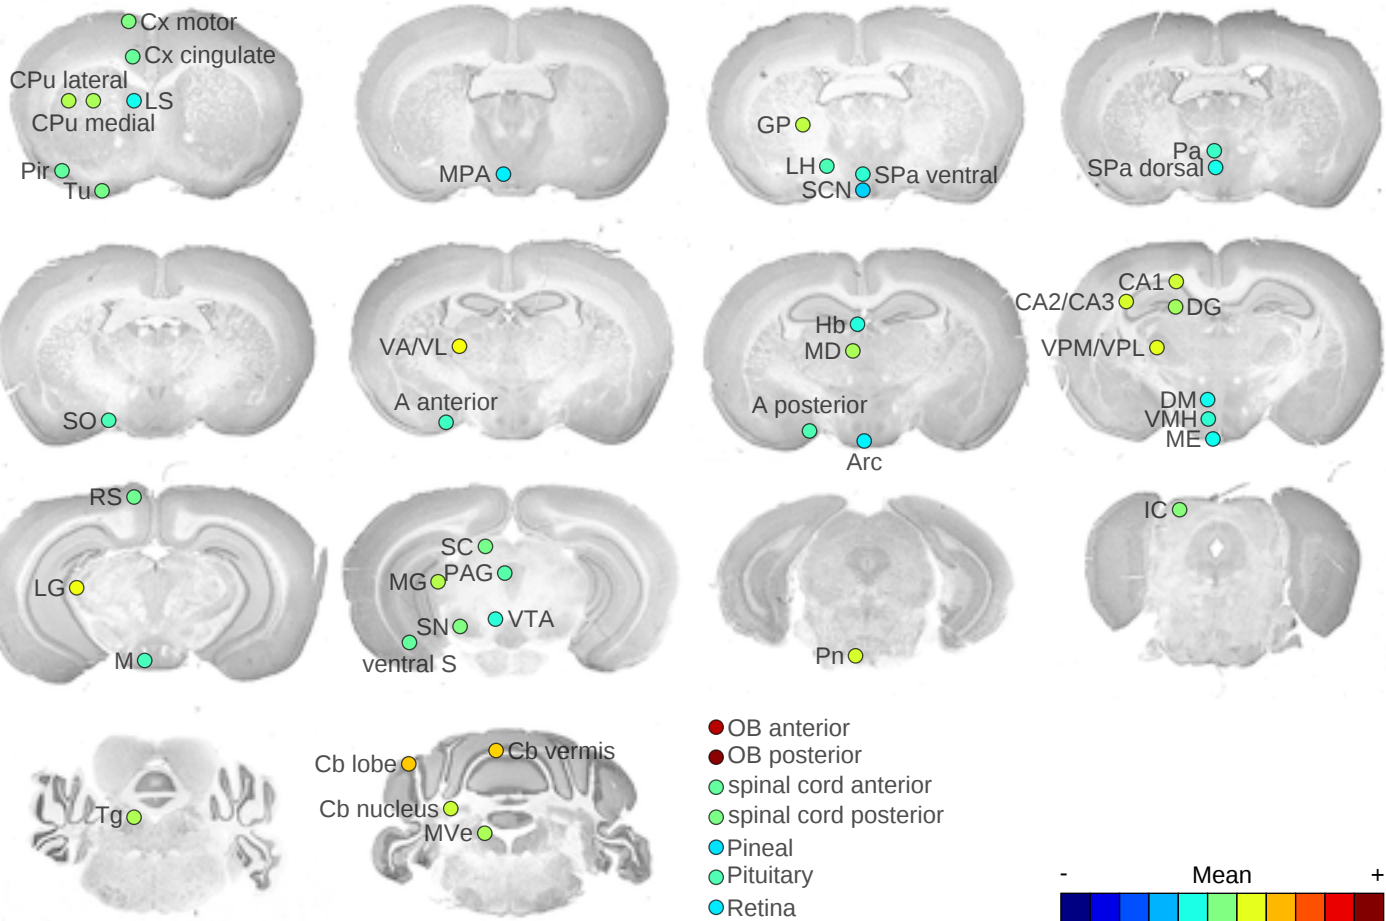 Cx motor
Cx cingulate
CPu lateral
LS
CPu medial
Pir
Tu
MPA
GP
LH
SPa ventral
SCN
Pa
SPa dorsal
SO
VA/VL
A anterior
Hb
MD
A posterior
Arc
CA1
CA2/CA3
DG
VPM/VPL
DM
VMH
ME
RS
LG
M
SC
MG
PAG
SN
VTA
ventral S
Pn
IC
Tg
Cb lobe
Cb vermis
Cb nucleus
MVe
OB anterior
OB posterior
spinal cord anterior
spinal cord posterior
Pineal
Pituitary
Retina
- Mean +